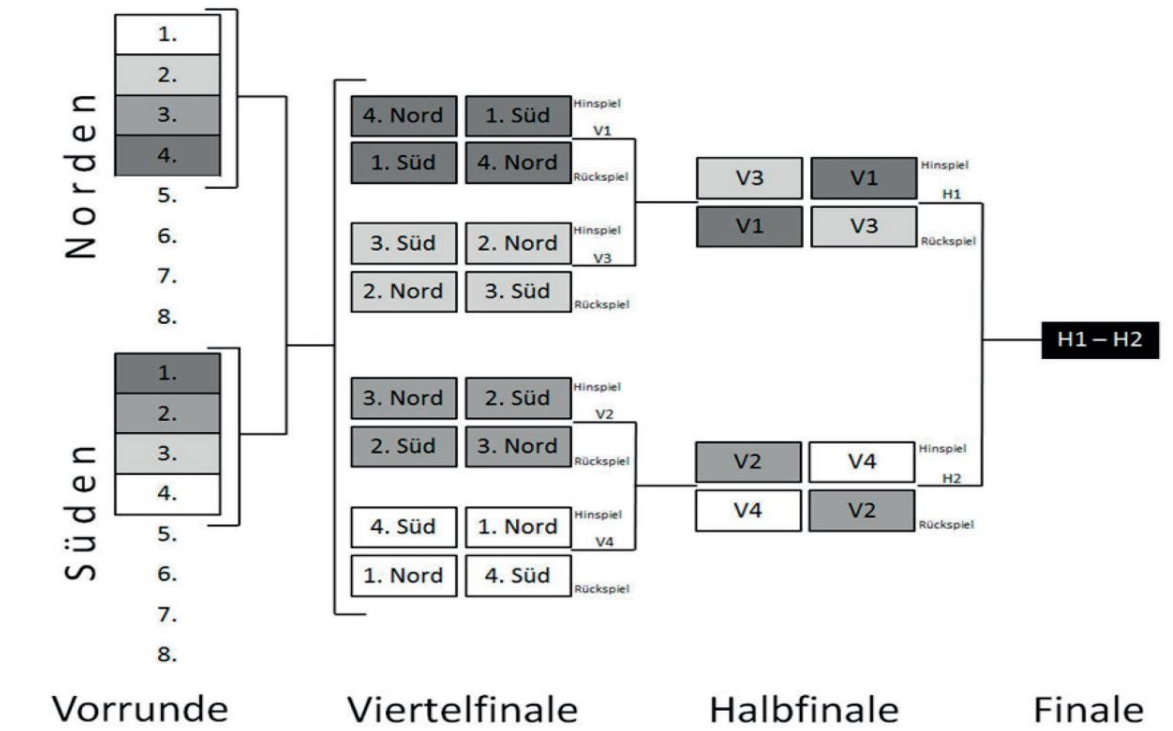 Norden
1.
2.
3.
4.
5.
6.
7.
8.
Süden
1.
2.
3.
4.
5.
6.
7.
8.
4. Nord 1. Süd Hinspiel
V1
1. Süd 4. Nord Rückspiel
3. Süd 2. Nord Hinspiel
V3
2. Nord 3. Süd Rückspiel
3. Nord 2. Süd Hinspiel
V2
2. Süd 3. Nord Rückspiel
4. Süd 1. Nord Hinspiel
V4
1. Nord 4. Süd Rückspiel
V3 V1 Hinspiel
H1
V1 V3 Rückspiel
V2 V4 Hinspiel
H2
V4 V2 Rückspiel
H1 – H2
Vorrunde Viertelfinale Halbfinale Finale